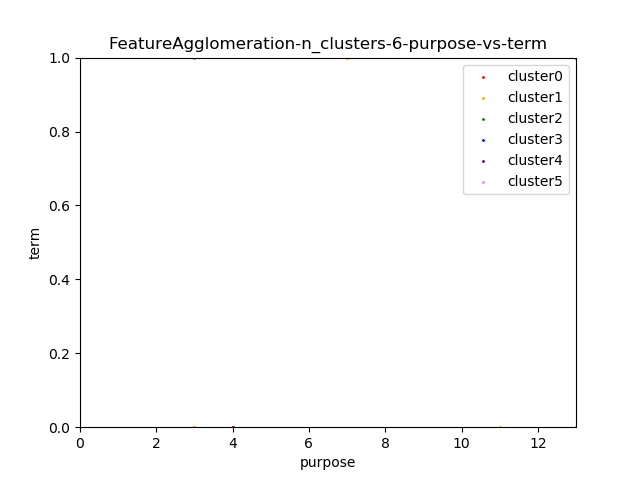 FeatureAgglomeration-n_clusters-6-purpose-vs-term
1.0
cluster0
cluster1
0.8
cluster2
cluster3
cluster4
cluster5
0.6
term
0.4
0.2
0.0
0 2 4 6 8 10 12
purpose